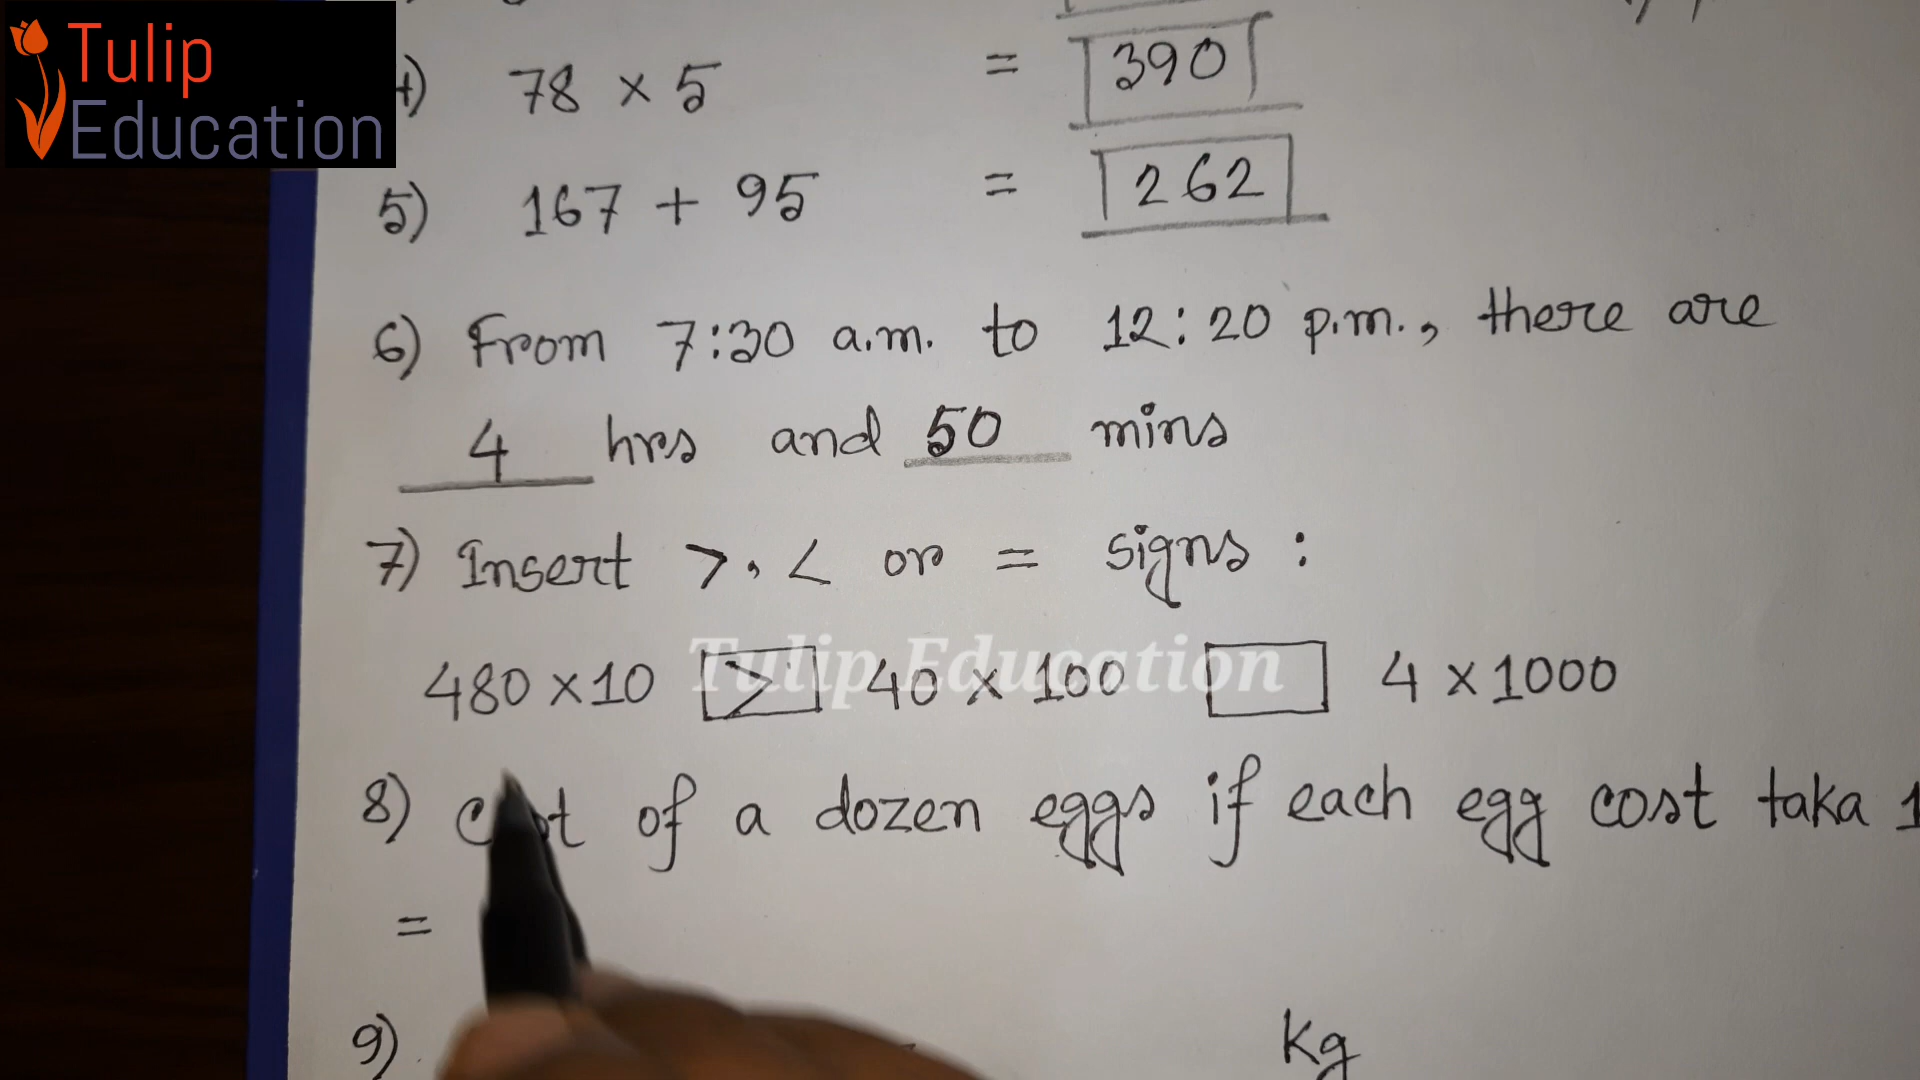 Tulip
Education
4) 78 × 5 = 390
5) 167 + 95 = 262
6) From 7:30 a.m. to 12:20 p.m., there are
4 hrs and 50 mins
7) Insert >, < or = signs :
480 × 10 > 40 × 100 4 × 1000
Tulip Education
8) cost of a dozen eggs if each egg cost taka
=
9)
kg